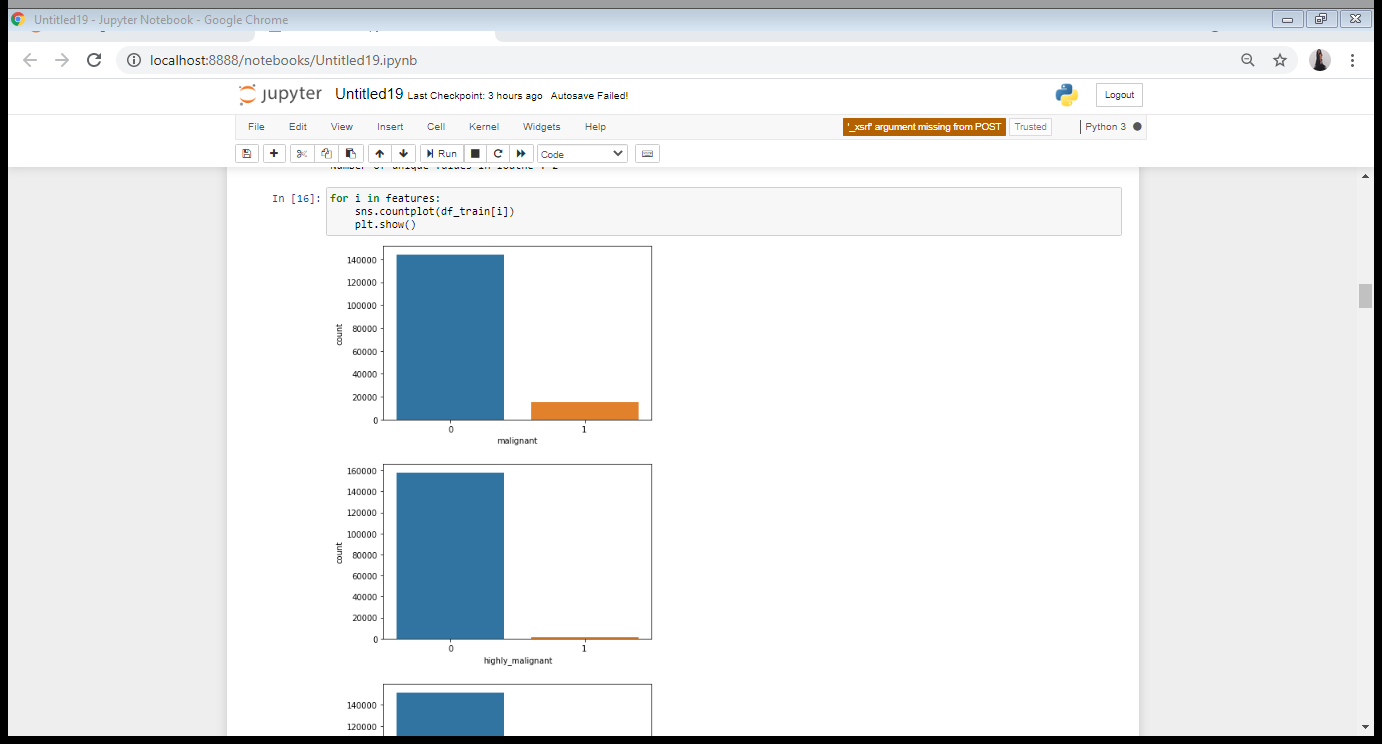 Untitled19 - Jupyter Notebook - Google Chrome
localhost:8888/notebooks/Untitled19.ipynb
jupyter Untitled19 Last Checkpoint: 3 hours ago Autosave Failed! Logout
File Edit View Insert Cell Kernel Widgets Help '_xsrf' argument missing from POST Trusted Python 3
Run Code
In [16]: for i in features:
sns.countplot(df_train[i])
plt.show()
140000
120000
100000
80000
60000
40000
20000
0
count
0 1
malignant
160000
140000
120000
100000
80000
60000
40000
20000
0
count
0 1
highly_malignant
140000
120000